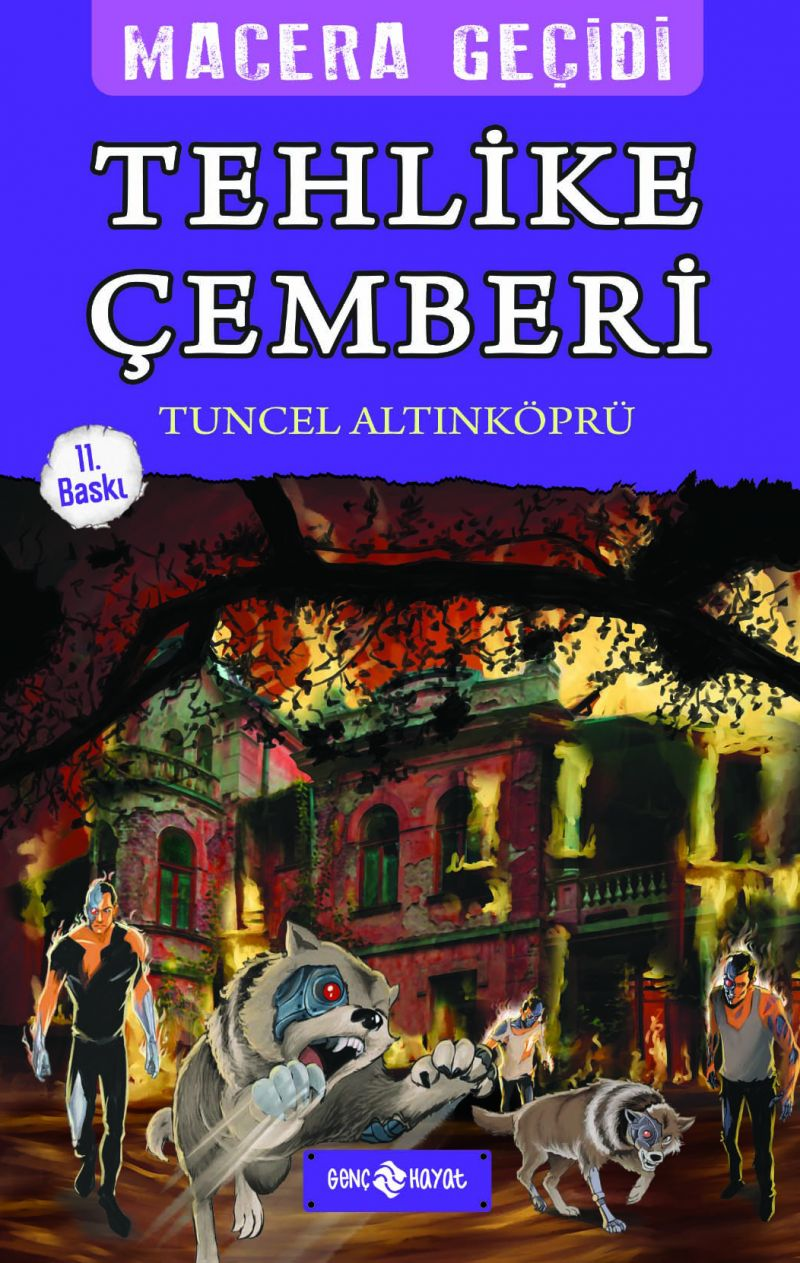 MACERA GEÇİDİ
TEHLİKE
ÇEMBERİ
TUNCEL ALTINKÖPRÜ
11.
Baskı
GENÇ HAYAT